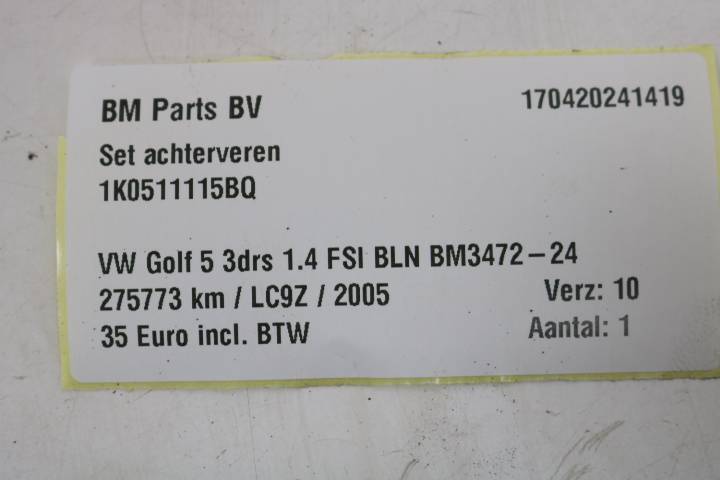 BM Parts BV 170420241419
Set achterveren
1K0511115BQ
VW Golf 5 3drs 1.4 FSI BLN BM3472-24
275773 km / LC9Z / 2005 Verz: 10
35 Euro incl. BTW Aantal: 1